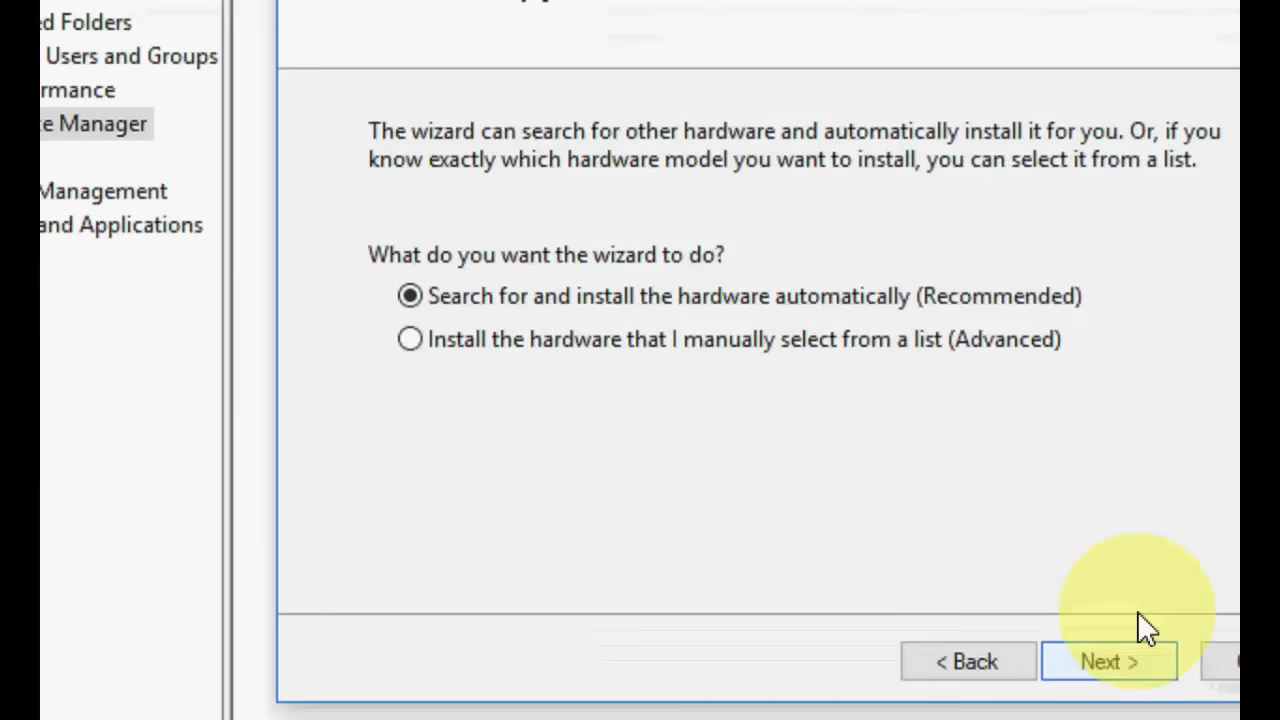 ed Folders
Users and Groups
rmance
e Manager
Management
and Applications
The wizard can search for other hardware and automatically install it for you. Or, if you
know exactly which hardware model you want to install, you can select it from a list.
What do you want the wizard to do?
Search for and install the hardware automatically (Recommended)
Install the hardware that I manually select from a list (Advanced)
< Back
Next >